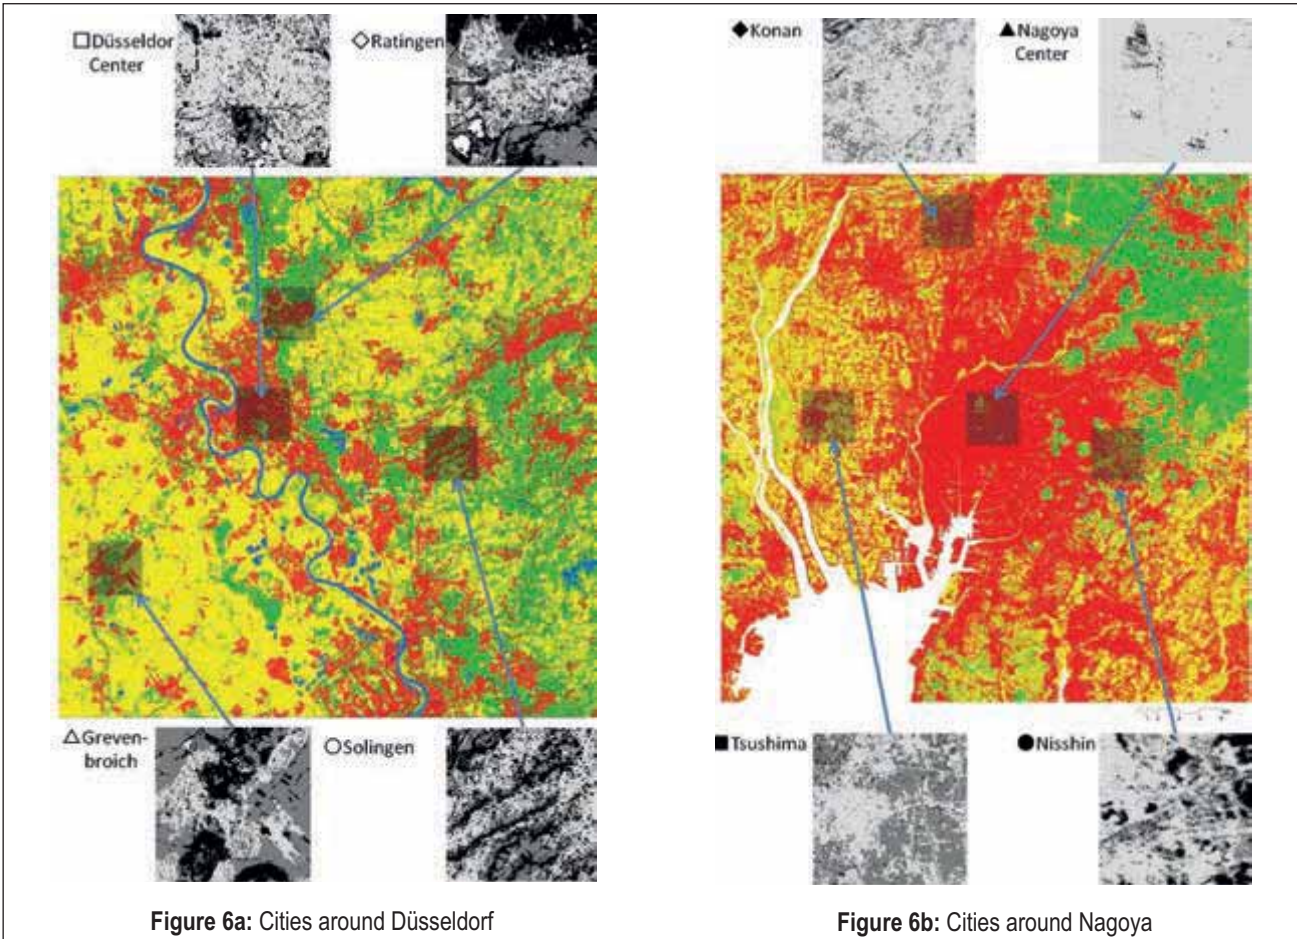 □Düsseldor
Center
◇Ratingen
◆Konan
▲Nagoya
Center
△Greven-
broich
○Solingen
■Tsushima
●Nisshin
Figure 6a: Cities around Düsseldorf
Figure 6b: Cities around Nagoya